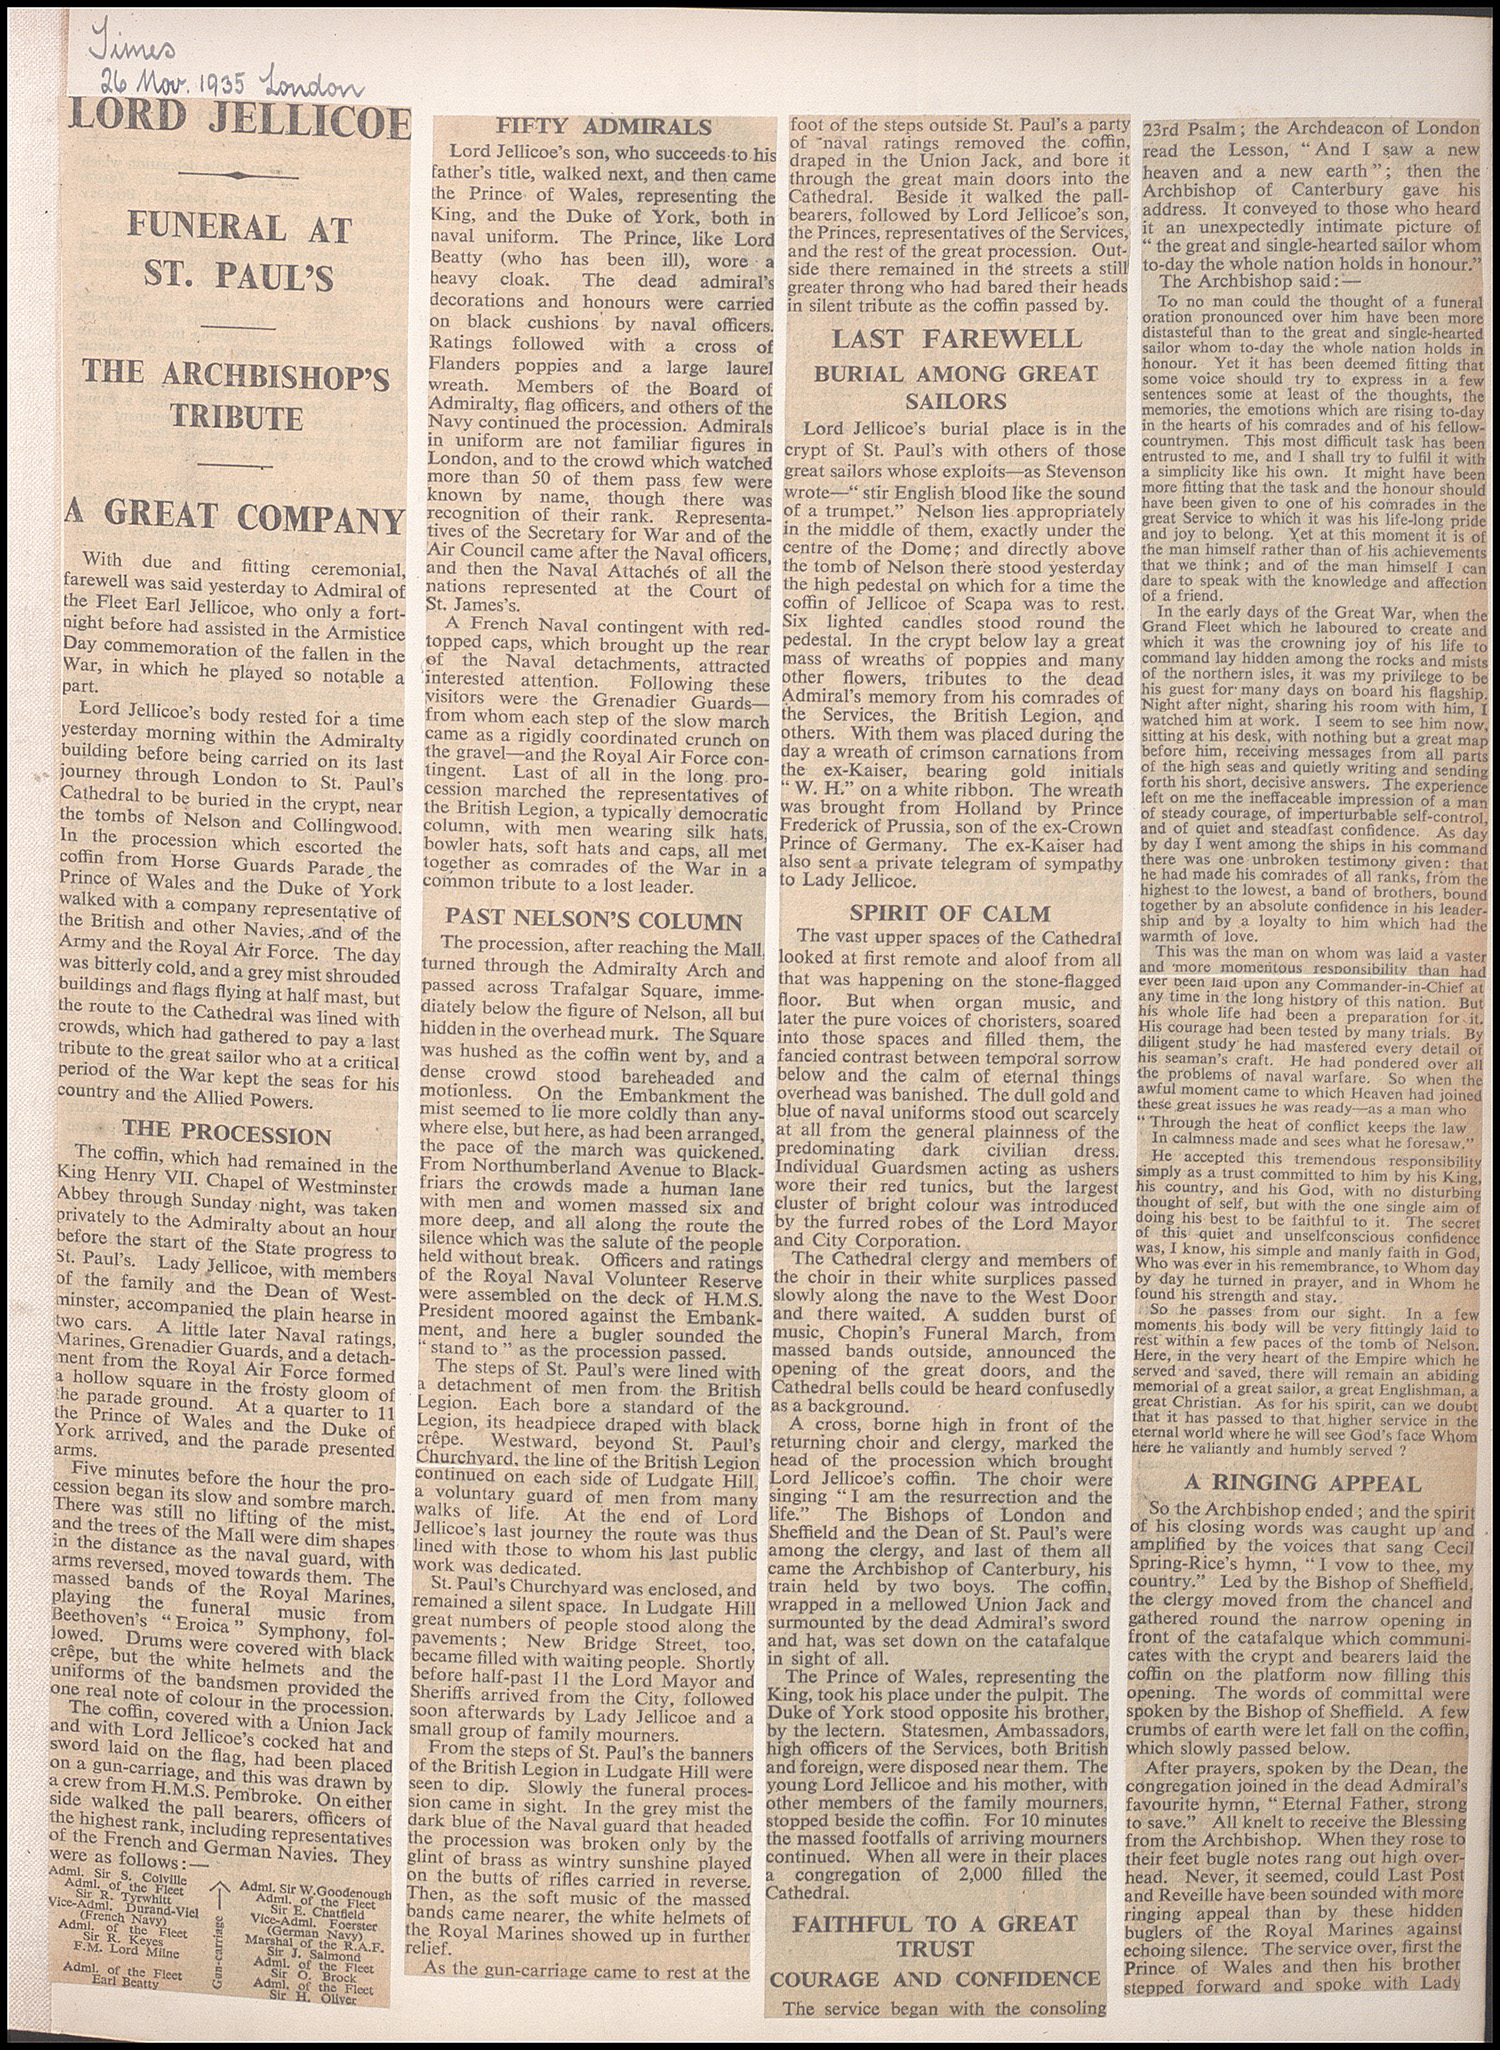 Times
26 Nov. 1935 London
LORD JELLICOE
FUNERAL AT
ST. PAUL'S
THE ARCHBISHOP'S
TRIBUTE
A GREAT COMPANY
With due and fitting ceremonial,
farewell was said yesterday to Admiral of
the Fleet Earl Jellicoe, who only a fort-
night before had assisted in the Armistice
Day commemoration of the fallen in the
War, in which he played so notable a
part.
Lord Jellicoe's body rested for a time
yesterday morning within the Admiralty
building before being carried on its last
journey through London to St. Paul's
Cathedral to be buried in the crypt, near
the tombs of Nelson and Collingwood.
In the procession which escorted the
coffin from Horse Guards Parade, the
Prince of Wales and the Duke of York
walked with a company representative of
the British and other Navies, and of the
Army and the Royal Air Force. The day
was bitterly cold, and a grey mist shrouded
buildings and flags flying at half mast, but
the route to the Cathedral was lined with
crowds, which had gathered to pay a last
tribute to the great sailor who at a critical
period of the War kept the seas for his
country and the Allied Powers.
THE PROCESSION
The coffin, which had remained in the
King Henry VII. Chapel of Westminster
Abbey through Sunday night, was taken
privately to the Admiralty about an hour
before the start of the State progress to
St. Paul's. Lady Jellicoe, with members
of the family and the Dean of West-
minster, accompanied the plain hearse in
two cars. A little later Naval ratings,
Marines, Grenadier Guards, and a detach-
ment from the Royal Air Force formed
a hollow square in the frosty gloom of
the parade ground. At a quarter to 11
the Prince of Wales and the Duke of
York arrived, and the parade presented
arms.
Five minutes before the hour the pro-
cession began its slow and sombre march.
There was still no lifting of the mist,
and the trees of the Mall were dim shapes
in the distance as the naval guard, with
arms reversed, moved towards them. The
massed bands of the Royal Marines,
playing the funeral music from
Beethoven's "Eroica" Symphony, fol-
lowed. Drums were covered with black
crêpe, but the white helmets and the
uniforms of the bandsmen provided the
one real note of colour in the procession.
The coffin, covered with a Union Jack
and with Lord Jellicoe's cocked hat and
sword laid on the flag, had been placed
on a gun-carriage, and this was drawn by
a crew from H.M.S. Pembroke. On either
side walked the pall bearers, officers of
the highest rank, including representatives
of the French and German Navies. They
were as follows:—
Adml. Sir S. Colville
Adml. of the Fleet
Sir R. Tyrwhitt
Vice-Adml. Durand-Viel
(French Navy)
Adml. of the Fleet
Sir R. Keyes
F.M. Lord Milne
Adml. of the Fleet
Earl Beatty
Gun-carriage
Adml. Sir W. Goodenough
Adml. of the Fleet
Sir E. Chatfield
Vice-Adml. Foerster
(German Navy)
Marshal of the R.A.F.
Sir J. Salmond
Adml. of the Fleet
Sir O. Brock
Adml. of the Fleet
Sir H. Oliver
FIFTY ADMIRALS
Lord Jellicoe's son, who succeeds to his
father's title, walked next, and then came
the Prince of Wales, representing the
King, and the Duke of York, both in
naval uniform. The Prince, like Lord
Beatty (who has been ill), wore a
heavy cloak. The dead admiral's
decorations and honours were carried
on black cushions by naval officers.
Ratings followed with a cross of
Flanders poppies and a large laurel
wreath. Members of the Board of
Admiralty, flag officers, and others of the
Navy continued the procession. Admirals
in uniform are not familiar figures in
London, and to the crowd which watched
more than 50 of them pass few were
known by name, though there was
recognition of their rank. Representa-
tives of the Secretary for War and of the
Air Council came after the Naval officers,
and then the Naval Attachés of all the
nations represented at the Court of
St. James's.
A French Naval contingent with red-
topped caps, which brought up the rear
of the Naval detachments, attracted
interested attention. Following these
visitors were the Grenadier Guards—
from whom each step of the slow march
came as a rigidly coordinated crunch on
the gravel—and the Royal Air Force con-
tingent. Last of all in the long pro-
cession marched the representatives of
the British Legion, a typically democratic
column, with men wearing silk hats,
bowler hats, soft hats and caps, all met
together as comrades of the War in a
common tribute to a lost leader.
PAST NELSON'S COLUMN
The procession, after reaching the Mall,
turned through the Admiralty Arch and
passed across Trafalgar Square, imme-
diately below the figure of Nelson, all but
hidden in the overhead murk. The Square
was hushed as the coffin went by, and a
dense crowd stood bareheaded and
motionless. On the Embankment the
mist seemed to lie more coldly than any-
where else, but here, as had been arranged,
the pace of the march was quickened.
From Northumberland Avenue to Black-
friars the crowds made a human lane
with men and women massed six and
more deep, and all along the route the
silence which was the salute of the people
held without break. Officers and ratings
of the Royal Naval Volunteer Reserve
were assembled on the deck of H.M.S.
President moored against the Embank-
ment, and here a bugler sounded the
"stand to" as the procession passed.
The steps of St. Paul's were lined with
a detachment of men from the British
Legion. Each bore a standard of the
Legion, its headpiece draped with black
crêpe. Westward, beyond St. Paul's
Churchyard, the line of the British Legion
continued on each side of Ludgate Hill,
a voluntary guard of men from many
walks of life. At the end of Lord
Jellicoe's last journey the route was thus
lined with those to whom his last public
work was dedicated.
St. Paul's Churchyard was enclosed, and
remained a silent space. In Ludgate Hill
great numbers of people stood along the
pavements; New Bridge Street, too,
became filled with waiting people. Shortly
before half-past 11 the Lord Mayor and
Sheriffs arrived from the City, followed
soon afterwards by Lady Jellicoe and a
small group of family mourners.
From the steps of St. Paul's the banners
of the British Legion in Ludgate Hill were
seen to dip. Slowly the funeral proces-
sion came in sight. In the grey mist the
dark blue of the Naval guard that headed
the procession was broken only by the
glint of brass as wintry sunshine played
on the butts of rifles carried in reverse.
Then, as the soft music of the massed
bands came nearer, the white helmets of
the Royal Marines showed up in further
relief.
As the gun-carriage came to rest at the
foot of the steps outside St. Paul's a party
of naval ratings removed the coffin,
draped in the Union Jack, and bore it
through the great main doors into the
Cathedral. Beside it walked the pall-
bearers, followed by Lord Jellicoe's son,
the Princes, representatives of the Services,
and the rest of the great procession. Out-
side there remained in the streets a still
greater throng who had bared their heads
in silent tribute as the coffin passed by.
LAST FAREWELL
BURIAL AMONG GREAT
SAILORS
Lord Jellicoe's burial place is in the
crypt of St. Paul's with others of those
great sailors whose exploits—as Stevenson
wrote—"stir English blood like the sound
of a trumpet." Nelson lies appropriately
in the middle of them, exactly under the
centre of the Dome; and directly above
the tomb of Nelson there stood yesterday
the high pedestal on which for a time the
coffin of Jellicoe of Scapa was to rest.
Six lighted candles stood round the
pedestal. In the crypt below lay a great
mass of wreaths of poppies and many
other flowers, tributes to the dead
Admiral's memory from his comrades of
the Services, the British Legion, and
others. With them was placed during the
day a wreath of crimson carnations from
the ex-Kaiser, bearing gold initials
"W. H." on a white ribbon. The wreath
was brought from Holland by Prince
Frederick of Prussia, son of the ex-Crown
Prince of Germany. The ex-Kaiser had
also sent a private telegram of sympathy
to Lady Jellicoe.
SPIRIT OF CALM
The vast upper spaces of the Cathedral
looked at first remote and aloof from all
that was happening on the stone-flagged
floor. But when organ music, and
later the pure voices of choristers, soared
into those spaces and filled them, the
fancied contrast between temporal sorrow
below and the calm of eternal things
overhead was banished. The dull gold and
blue of naval uniforms stood out scarcely
at all from the general plainness of the
predominating dark civilian dress.
Individual Guardsmen acting as ushers
wore their red tunics, but the largest
cluster of bright colour was introduced
by the furred robes of the Lord Mayor
and City Corporation.
The Cathedral clergy and members of
the choir in their white surplices passed
slowly along the nave to the West Door
and there waited. A sudden burst of
music, Chopin's Funeral March, from
massed bands outside, announced the
opening of the great doors, and the
Cathedral bells could be heard confusedly
as a background.
A cross, borne high in front of the
returning choir and clergy, marked the
head of the procession which brought
Lord Jellicoe's coffin. The choir were
singing "I am the resurrection and the
life." The Bishops of London and
Sheffield and the Dean of St. Paul's were
among the clergy, and last of them all
came the Archbishop of Canterbury, his
train held by two boys. The coffin,
wrapped in a mellowed Union Jack and
surmounted by the dead Admiral's sword
and hat, was set down on the catafalque
in sight of all.
The Prince of Wales, representing the
King, took his place under the pulpit. The
Duke of York stood opposite his brother,
by the lectern. Statesmen, Ambassadors,
high officers of the Services, both British
and foreign, were disposed near them. The
young Lord Jellicoe and his mother, with
other members of the family mourners,
stopped beside the coffin. For 10 minutes
the massed footfalls of arriving mourners
continued. When all were in their places
a congregation of 2,000 filled the
Cathedral.
FAITHFUL TO A GREAT
TRUST
COURAGE AND CONFIDENCE
The service began with the consoling
23rd Psalm; the Archdeacon of London
read the Lesson, "And I saw a new
heaven and a new earth"; then the
Archbishop of Canterbury gave his
address. It conveyed to those who heard
it an unexpectedly intimate picture of
"the great and single-hearted sailor whom
to-day the whole nation holds in honour."
The Archbishop said:—
To no man could the thought of a funeral
oration pronounced over him have been more
distasteful than to the great and single-hearted
sailor whom to-day the whole nation holds in
honour. Yet it has been deemed fitting that
some voice should try to express in a few
sentences some at least of the thoughts, the
memories, the emotions which are rising to-day
in the hearts of his comrades and of his fellow-
countrymen. This most difficult task has been
entrusted to me, and I shall try to fulfil it with
a simplicity like his own. It might have been
more fitting that the task and the honour should
have been given to one of his comrades in the
great Service to which it was his life-long pride
and joy to belong. Yet at this moment it is of
the man himself rather than of his achievements
that we think; and of the man himself I can
dare to speak with the knowledge and affection
of a friend.
In the early days of the Great War, when the
Grand Fleet which he laboured to create and
which it was the crowning joy of his life to
command lay hidden among the rocks and mists
of the northern isles, it was my privilege to be
his guest for many days on board his flagship.
Night after night, sharing his room with him, I
watched him at work. I seem to see him now,
sitting at his desk, with nothing but a great map
before him, receiving messages from all parts
of the high seas and quietly writing and sending
forth his short, decisive answers. The experience
left on me the ineffaceable impression of a man
of steady courage, of imperturbable self-control,
and of quiet and steadfast confidence. As day
by day I went among the ships in his command
there was one unbroken testimony given: that
he had made his comrades of all ranks, from the
highest to the lowest, a band of brothers, bound
together by an absolute confidence in his leader-
ship and by a loyalty to him which had the
warmth of love.
This was the man on whom was laid a vaster
and more momentous responsibility than had
ever been laid upon any Commander-in-Chief at
any time in the long history of this nation. But
his whole life had been a preparation for it.
His courage had been tested by many trials. By
diligent study he had mastered every detail of
his seaman's craft. He had pondered over all
the problems of naval warfare. So when the
awful moment came to which Heaven had joined
these great issues he was ready—as a man who
"Through the heat of conflict keeps the law
In calmness made and sees what he foresaw."
He accepted this tremendous responsibility
simply as a trust committed to him by his King,
his country, and his God, with no disturbing
thought of self, but with the one single aim of
doing his best to be faithful to it. The secret
of this quiet and unselfconscious confidence
was, I know, his simple and manly faith in God,
Who was ever in his remembrance, to Whom day
by day he turned in prayer, and in Whom he
found his strength and stay.
So he passes from our sight. In a few
moments his body will be very fittingly laid to
rest within a few paces of the tomb of Nelson.
Here, in the very heart of the Empire which he
served and saved, there will remain an abiding
memorial of a great sailor, a great Englishman, a
great Christian. As for his spirit, can we doubt
that it has passed to that higher service in the
eternal world where he will see God's face Whom
here he valiantly and humbly served?
A RINGING APPEAL
So the Archbishop ended; and the spirit
of his closing words was caught up and
amplified by the voices that sang Cecil
Spring-Rice's hymn, "I vow to thee, my
country." Led by the Bishop of Sheffield,
the clergy moved from the chancel and
gathered round the narrow opening in
front of the catafalque which communi-
cates with the crypt and bearers laid the
coffin on the platform now filling this
opening. The words of committal were
spoken by the Bishop of Sheffield. A few
crumbs of earth were let fall on the coffin,
which slowly passed below.
After prayers, spoken by the Dean, the
congregation joined in the dead Admiral's
favourite hymn, "Eternal Father, strong
to save." All knelt to receive the Blessing
from the Archbishop. When they rose to
their feet bugle notes rang out high over-
head. Never, it seemed, could Last Post
and Reveille have been sounded with more
ringing appeal than by these hidden
buglers of the Royal Marines against
echoing silence. The service over, first the
Prince of Wales and then his brother
stepped forward and spoke with Lady